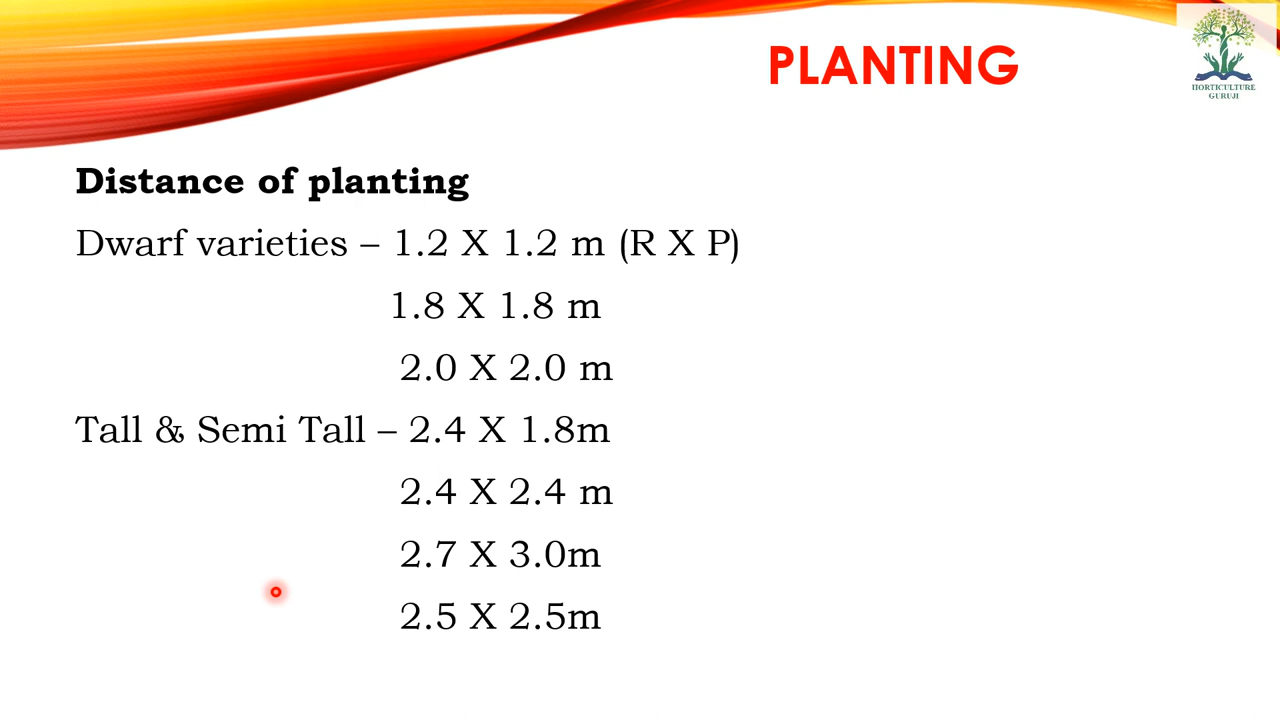 PLANTING
HORTICULTURE
GURUJI
Distance of planting
Dwarf varieties – 1.2 X 1.2 m (R X P)
1.8 X 1.8 m
2.0 X 2.0 m
Tall & Semi Tall – 2.4 X 1.8m
2.4 X 2.4 m
2.7 X 3.0m
2.5 X 2.5m